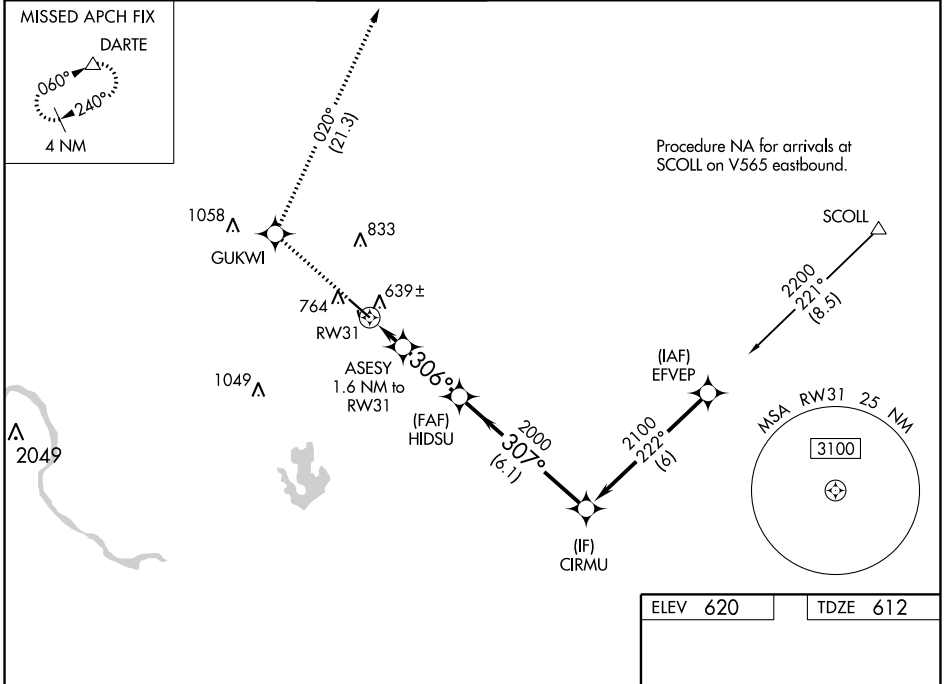 MISSED APCH FIX
DARTE
060°
240°
4 NM
020°
(21.3)
Procedure NA for arrivals at
SCOLL on V565 eastbound.
1058
833
GUKWI
SCOLL
2200
221°
(8.5)
764
639±
RW31
ASESY
1.6 NM to
RW31
306°
(IAF)
EFVEP
1049
(FAF)
HIDSU
2000
307°
(6.1)
2100
222°
(6)
MSA RW31 25 NM
3100
2049
(IF)
CIRMU
ELEV 620
TDZE 612